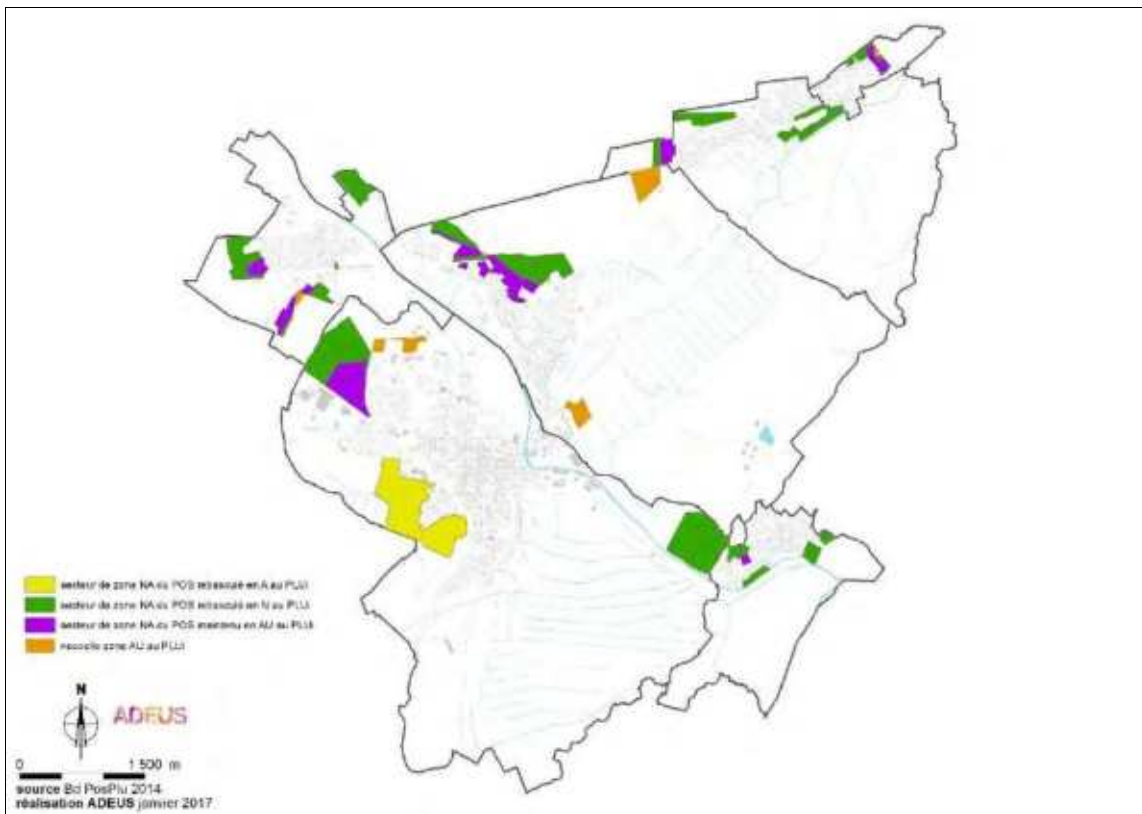 secteur de zone NA du POS rebasculé en A au PLUi
secteur de zone NA du POS rebasculé en N au PLUi
secteur de zone NA du POS maintenu en AU au PLUi
nouvelle zone AU au PLUi
N
ADEUS
0 1 500 m
source Bd PosPlu 2014
réalisation ADEUS janvier 2017